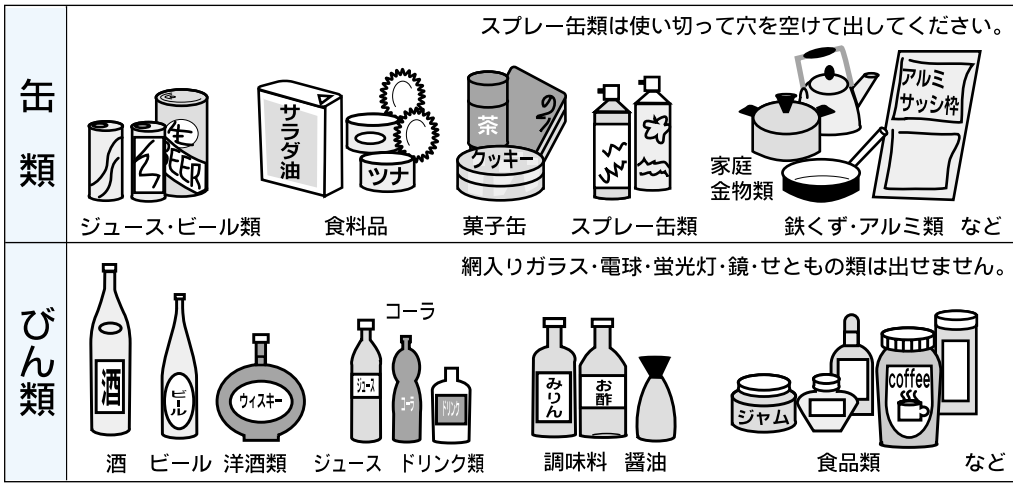 缶類
スプレー缶類は使い切って穴を空けて出してください。
生
BEER
サラダ油
ツナ
茶
のり
クッキー
アルミ
サッシ枠
家庭
金物類
ジュース・ビール類
食料品
菓子缶
スプレー缶類
鉄くず・アルミ類 など
びん類
網入りガラス・電球・蛍光灯・鏡・せともの類は出せません。
コーラ
酒
ビール
ウィスキー
ジュース
コーラ
ドリンク
みりん
お酢
ジャム
coffee
酒
ビール
洋酒類
ジュース
ドリンク類
調味料
醤油
食品類
など